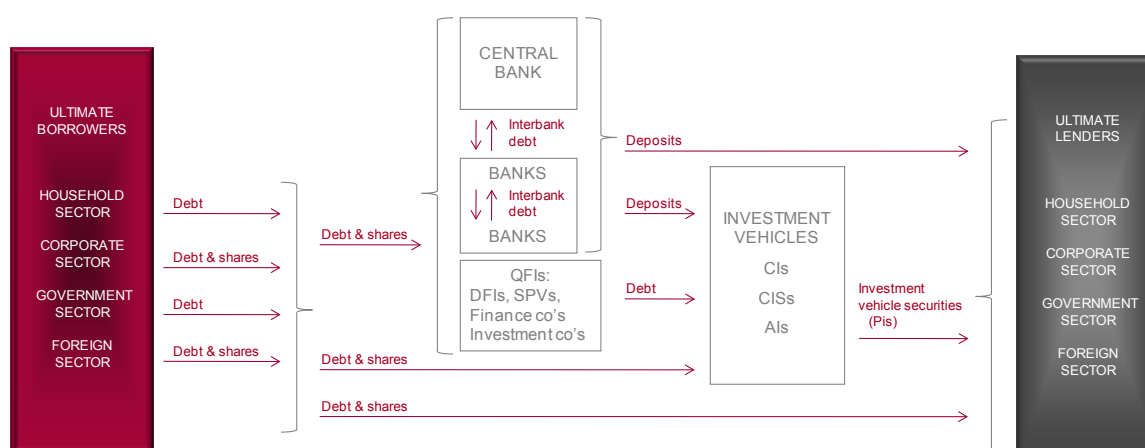 ULTIMATE
BORROWERS
HOUSEHOLD
SECTOR
CORPORATE
SECTOR
GOVERNMENT
SECTOR
FOREIGN
SECTOR
Debt
Debt & shares
Debt
Debt & shares
Debt & shares
Debt & shares
Debt & shares
CENTRAL
BANK
Interbank
debt
BANKS
Interbank
debt
BANKS
QFIs:
DFIs, SPVs,
Finance co's
Investment co's
Deposits
Deposits
Debt
INVESTMENT
VEHICLES
CIs
CISs
AIs
Investment
vehicle securities
(Pis)
ULTIMATE
LENDERS
HOUSEHOLD
SECTOR
CORPORATE
SECTOR
GOVERNMENT
SECTOR
FOREIGN
SECTOR